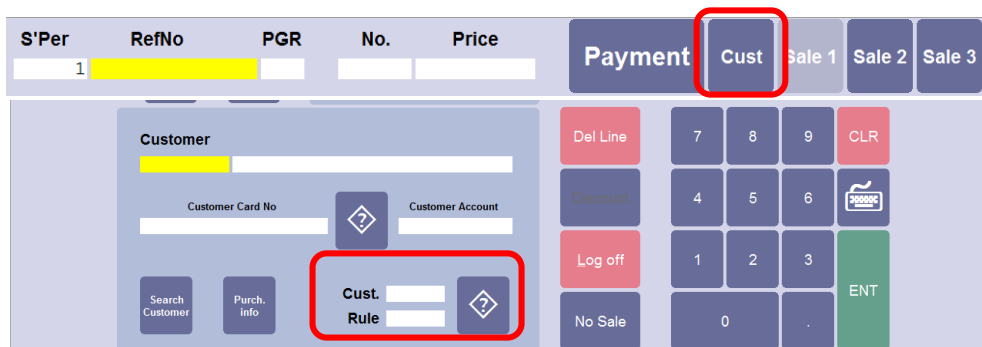 S'Per RefNo PGR No. Price Payment Cust Sale 1 Sale 2 Sale 3
1
Customer
Del Line 7 8 9 CLR
Customer Card No Customer Account
Discount 4 5 6
Log off 1 2 3
Cust.
Rule
Search
Customer
Purch.
info
ENT
No Sale 0 .